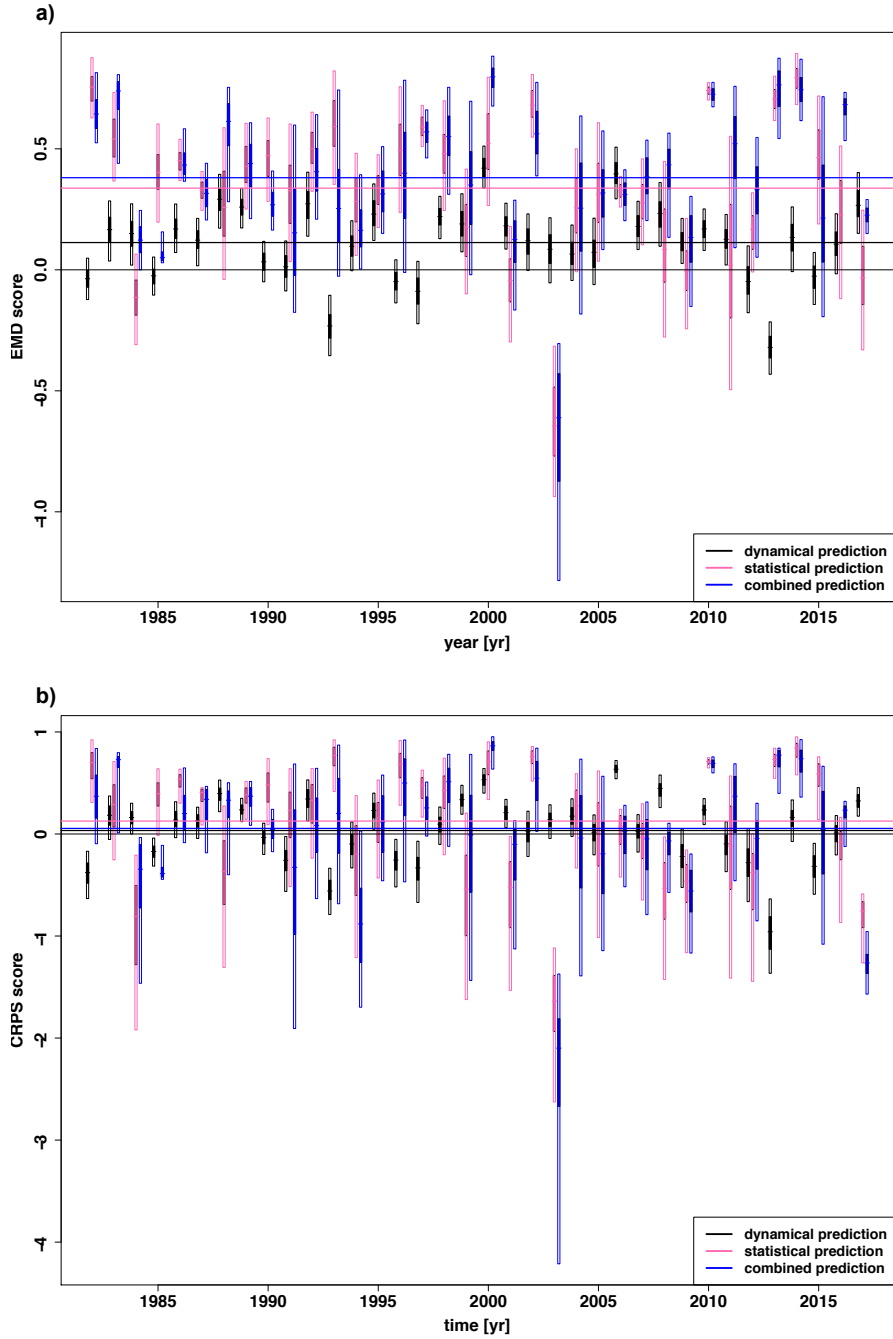 a)
EMD score
0.5
0.0
-0.5
-1.0
dynamical prediction
statistical prediction
combined prediction
1985 1990 1995 2000 2005 2010 2015
year [yr]
b)
CRPS score
1
0
-1
-2
-3
-4
dynamical prediction
statistical prediction
combined prediction
1985 1990 1995 2000 2005 2010 2015
time [yr]